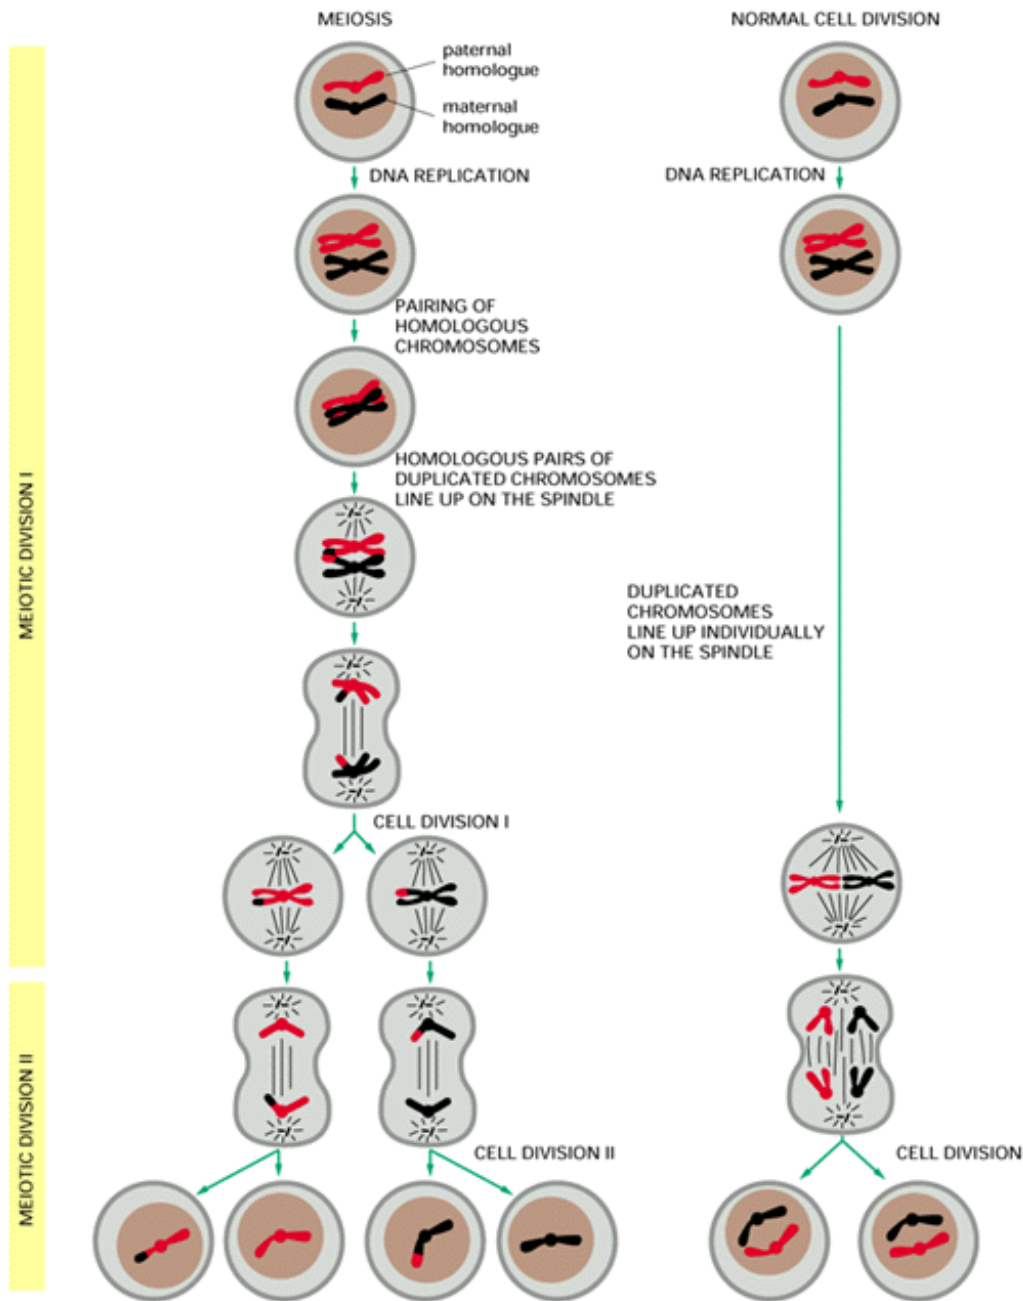 MEIOSIS
NORMAL CELL DIVISION
paternal
homologue
maternal
homologue
DNA REPLICATION
DNA REPLICATION
PAIRING OF
HOMOLOGOUS
CHROMOSOMES
HOMOLOGOUS PAIRS OF
DUPLICATED CHROMOSOMES
LINE UP ON THE SPINDLE
MEIOTIC DIVISION I
DUPLICATED
CHROMOSOMES
LINE UP INDIVIDUALLY
ON THE SPINDLE
CELL DIVISION I
MEIOTIC DIVISION II
CELL DIVISION II
CELL DIVISION